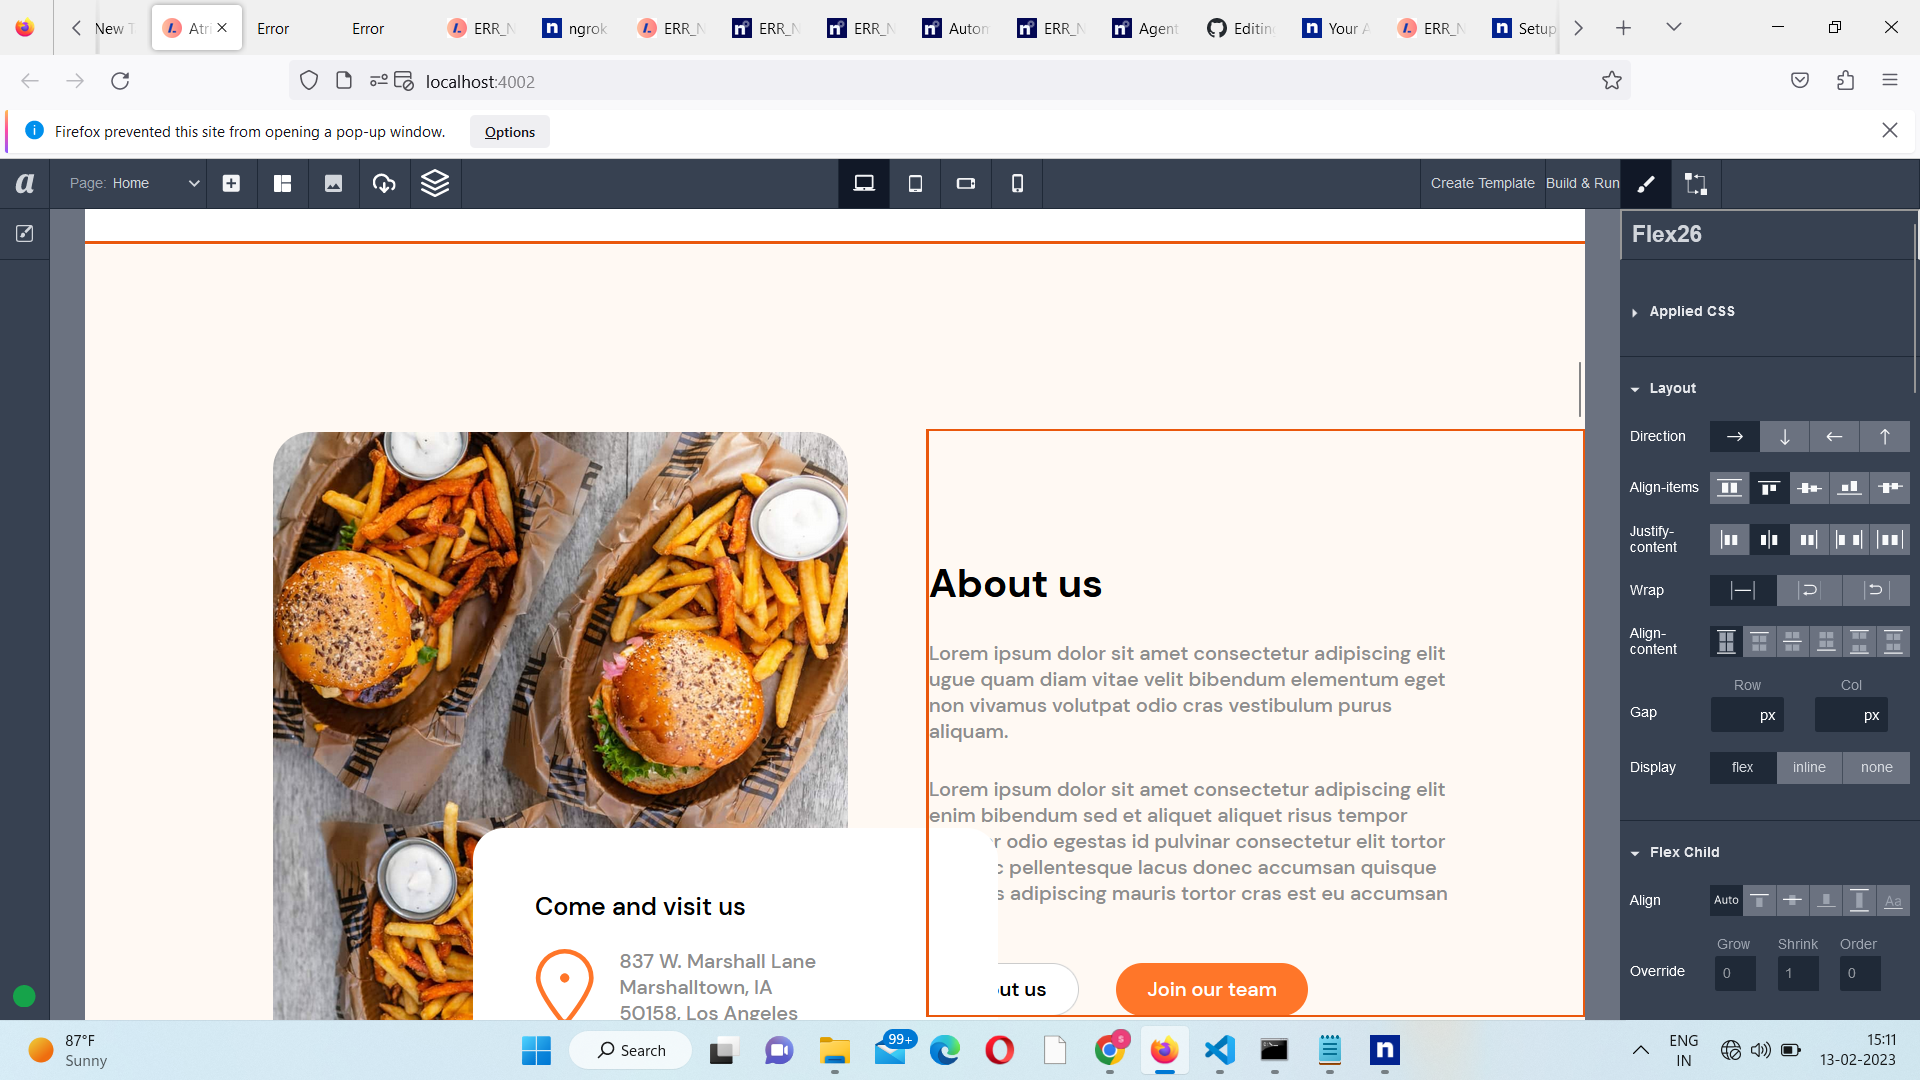 New T
Atri
Error
Error
ERR_N
ngrok
ERR_N
ERR_N
ERR_N
Autom
ERR_N
Agent
Editing
Your A
ERR_N
Setup
localhost:4002
Firefox prevented this site from opening a pop-up window.
Options
Page: Home
Create Template
Build & Run
Flex26
Applied CSS
Layout
Direction
Align-items
Justify-
content
Wrap
Align-
content
Row Col
Gap px px
Display flex inline none
Flex Child
Align Auto Aa
Grow Shrink Order
Override 0 1 0
About us
Lorem ipsum dolor sit amet consectetur adipiscing elit
ugue quam diam vitae velit bibendum elementum eget
non vivamus volutpat odio cras vestibulum purus
aliquam.
Lorem ipsum dolor sit amet consectetur adipiscing elit
enim bibendum sed et aliquet aliquet risus tempor
r odio egestas id pulvinar consectetur elit tortor
c pellentesque lacus donec accumsan quisque
s adipiscing mauris tortor cras est eu accumsan
out us
Join our team
Come and visit us
837 W. Marshall Lane
Marshalltown, IA
50158, Los Angeles
87°F
Sunny
Search
99+
ENG
IN
15:11
13-02-2023